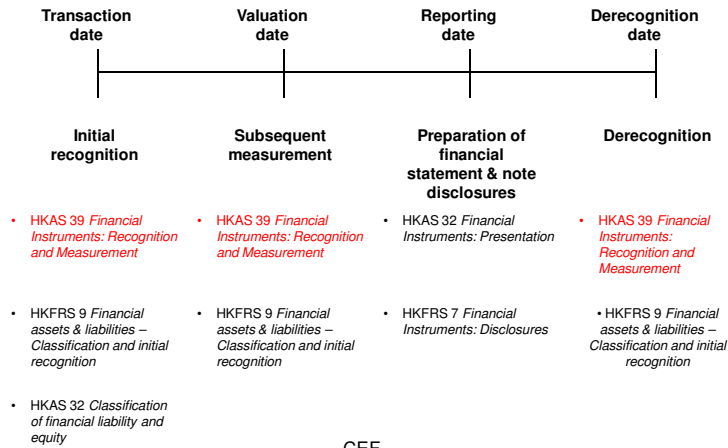 Transaction date
Valuation date
Reporting date
Derecognition date
Initial recognition
Subsequent measurement
Preparation of financial statement & note disclosures
Derecognition
• HKAS 39 Financial Instruments: Recognition and Measurement
• HKFRS 9 Financial assets & liabilities – Classification and initial recognition
• HKAS 32 Classification of financial liability and equity
• HKAS 39 Financial Instruments: Recognition and Measurement
• HKFRS 9 Financial assets & liabilities – Classification and initial recognition
• HKAS 32 Financial Instruments: Presentation
• HKFRS 7 Financial Instruments: Disclosures
• HKAS 39 Financial Instruments: Recognition and Measurement
• HKFRS 9 Financial assets & liabilities – Classification and initial recognition